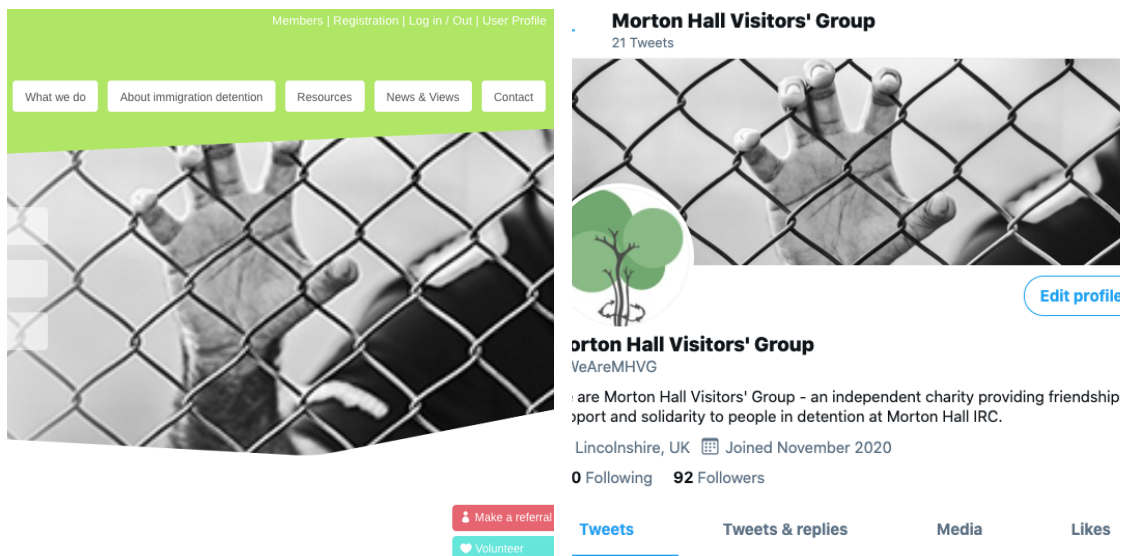 Members | Registration | Log in / Out | User Profile
What we do
About immigration detention
Resources
News & Views
Contact
Make a referral
Volunteer
Morton Hall Visitors' Group
21 Tweets
Edit profile
orton Hall Visitors' Group
WeAreMHVG
are Morton Hall Visitors' Group - an independent charity providing friendship
pport and solidarity to people in detention at Morton Hall IRC.
Lincolnshire, UK Joined November 2020
0 Following 92 Followers
Tweets
Tweets & replies
Media
Likes